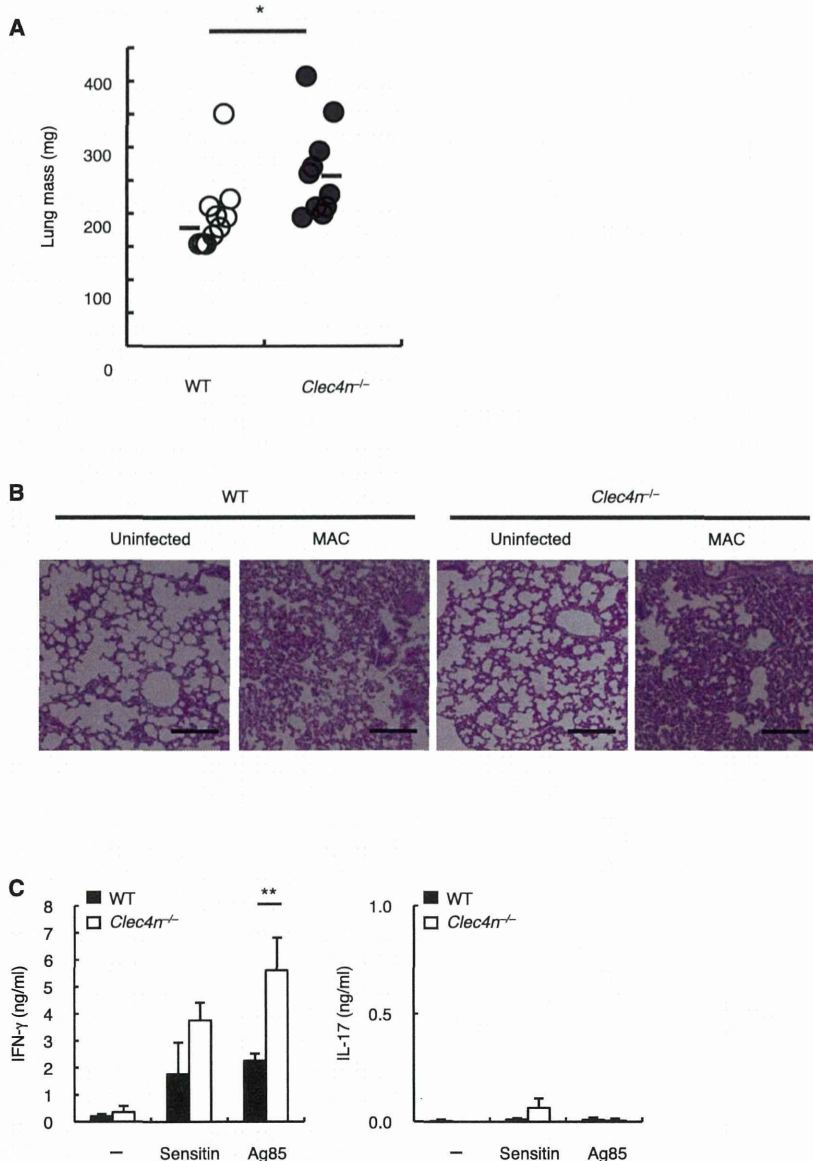 A
*
Lung mass (mg)
400
300
200
100
0
WT
Clec4n–/–
B
WT
Clec4n–/–
Uninfected
MAC
Uninfected
MAC
C
WT
Clec4n–/–
**
IFN-γ (ng/ml)
8
7
6
5
4
3
2
1
0
–
Sensitin
Ag85
WT
Clec4n–/–
IL-17 (ng/ml)
1.0
0.5
0.0
–
Sensitin
Ag85